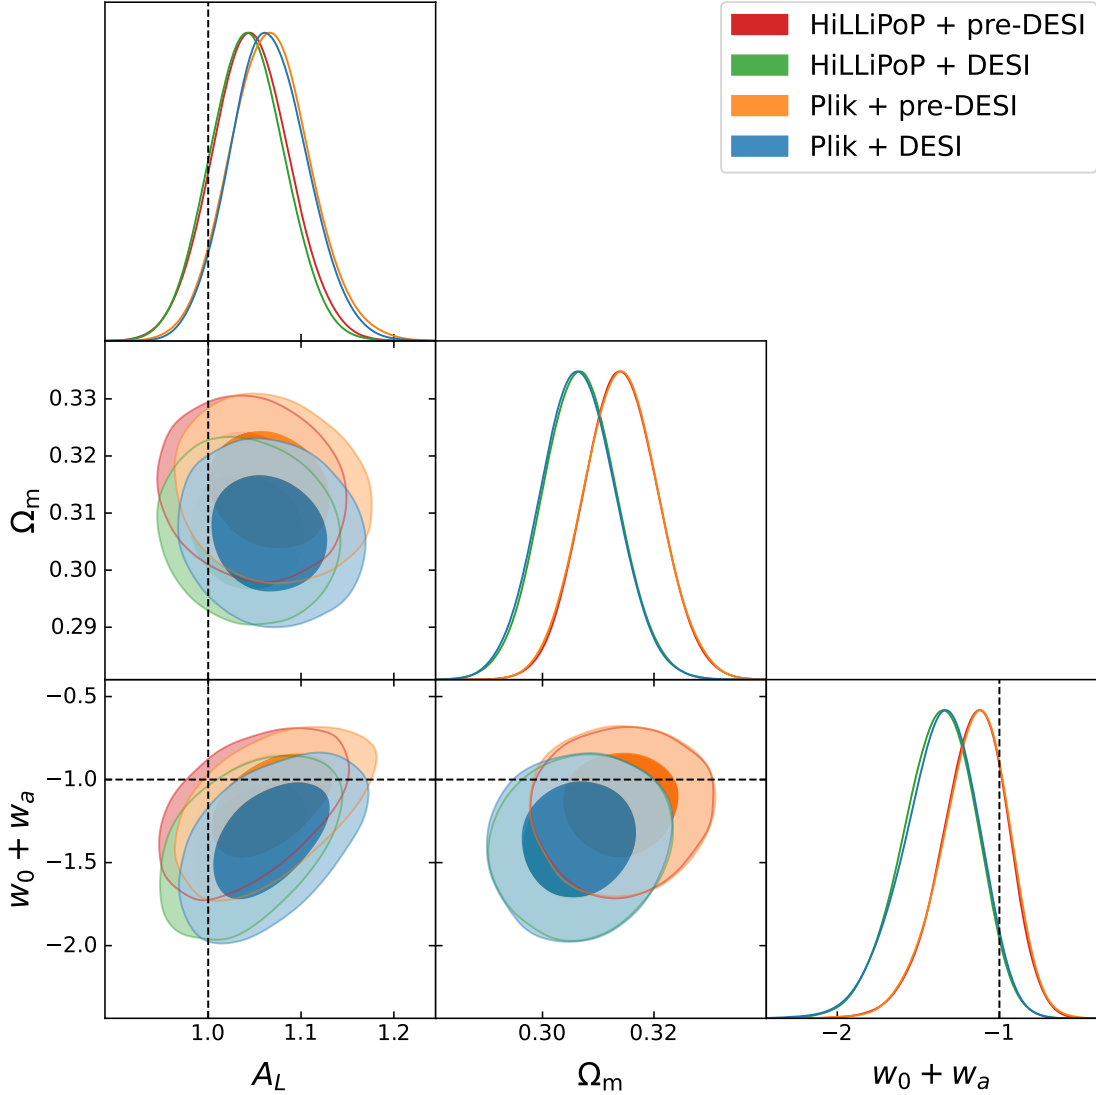 HiLLiPoP + pre-DESI
HiLLiPoP + DESI
Plik + pre-DESI
Plik + DESI
0.33
0.32
0.31
0.30
0.29
Ωm
−0.5
−1.0
−1.5
−2.0
w0 + wa
1.0 1.1 1.2
0.30 0.32
−2 −1
AL
Ωm
w0 + wa